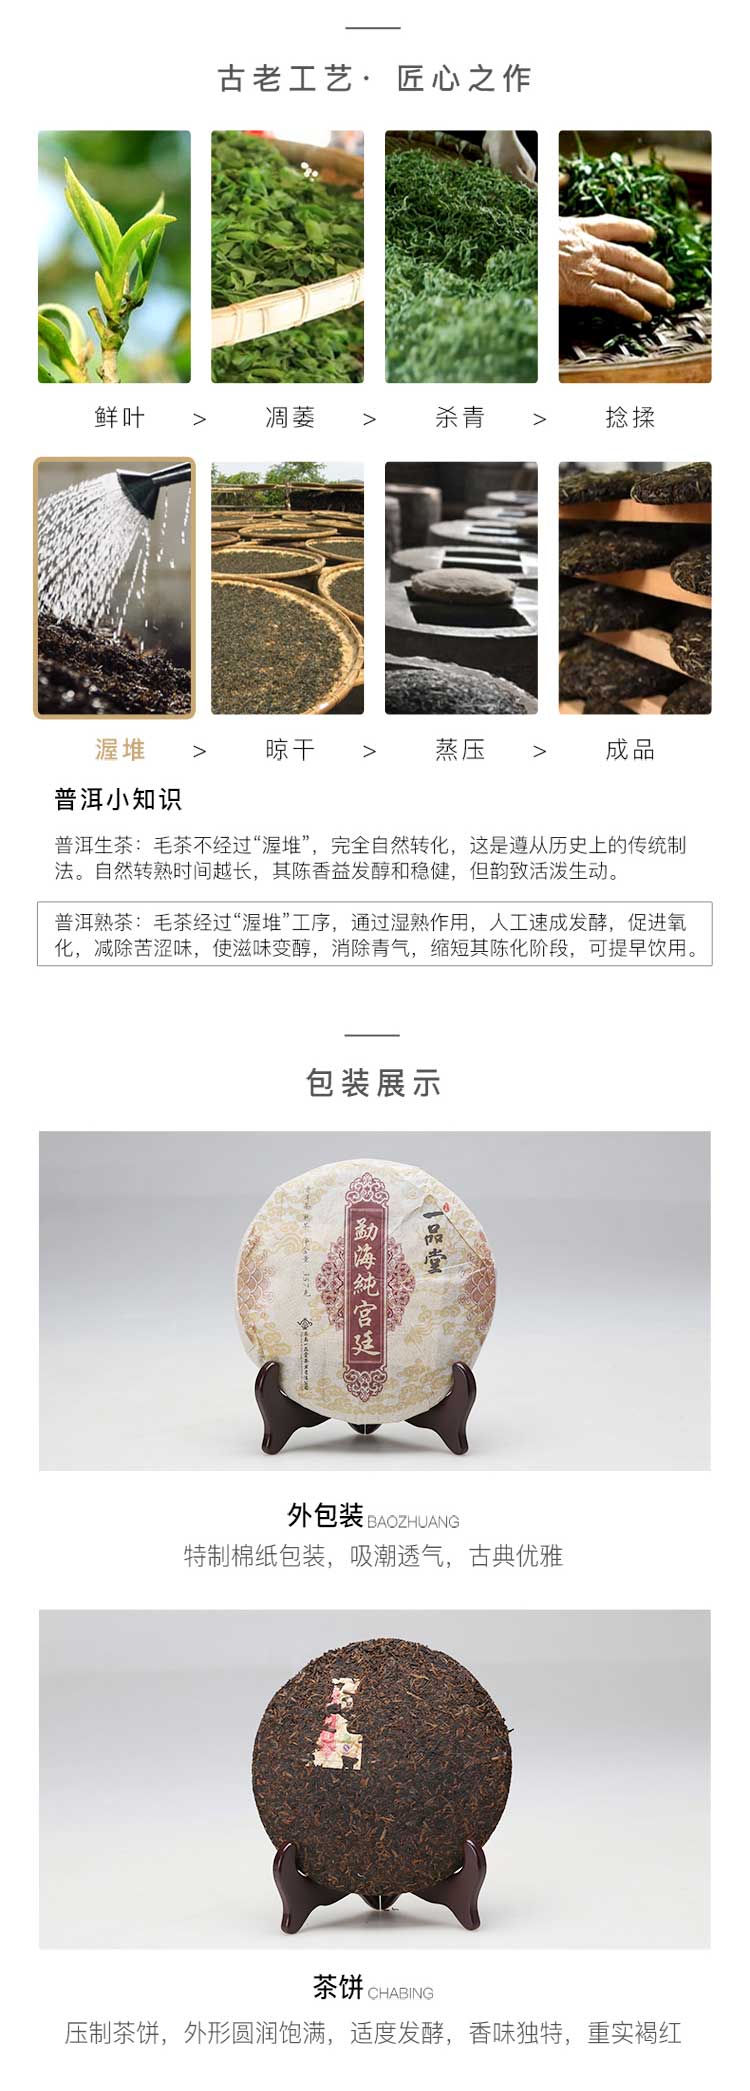 古老工艺· 匠心之作
鲜叶 > 凋萎 > 杀青 > 捻揉
渥堆 > 晾干 > 蒸压 > 成品
普洱小知识
普洱生茶：毛茶不经过“渥堆”，完全自然转化，这是遵从历史上的传统制
法。自然转熟时间越长，其陈香益发醇和稳健，但韵致活泼生动。
普洱熟茶：毛茶经过“渥堆”工序，通过湿熟作用，人工速成发酵，促进氧
化，减除苦涩味，使滋味变醇，消除青气，缩短其陈化阶段，可提早饮用。
包装展示
一品堂
勐海純宫廷
外包装 BAOZHUANG
特制棉纸包装，吸潮透气，古典优雅
茶饼 CHABING
压制茶饼，外形圆润饱满，适度发酵，香味独特，重实褐红